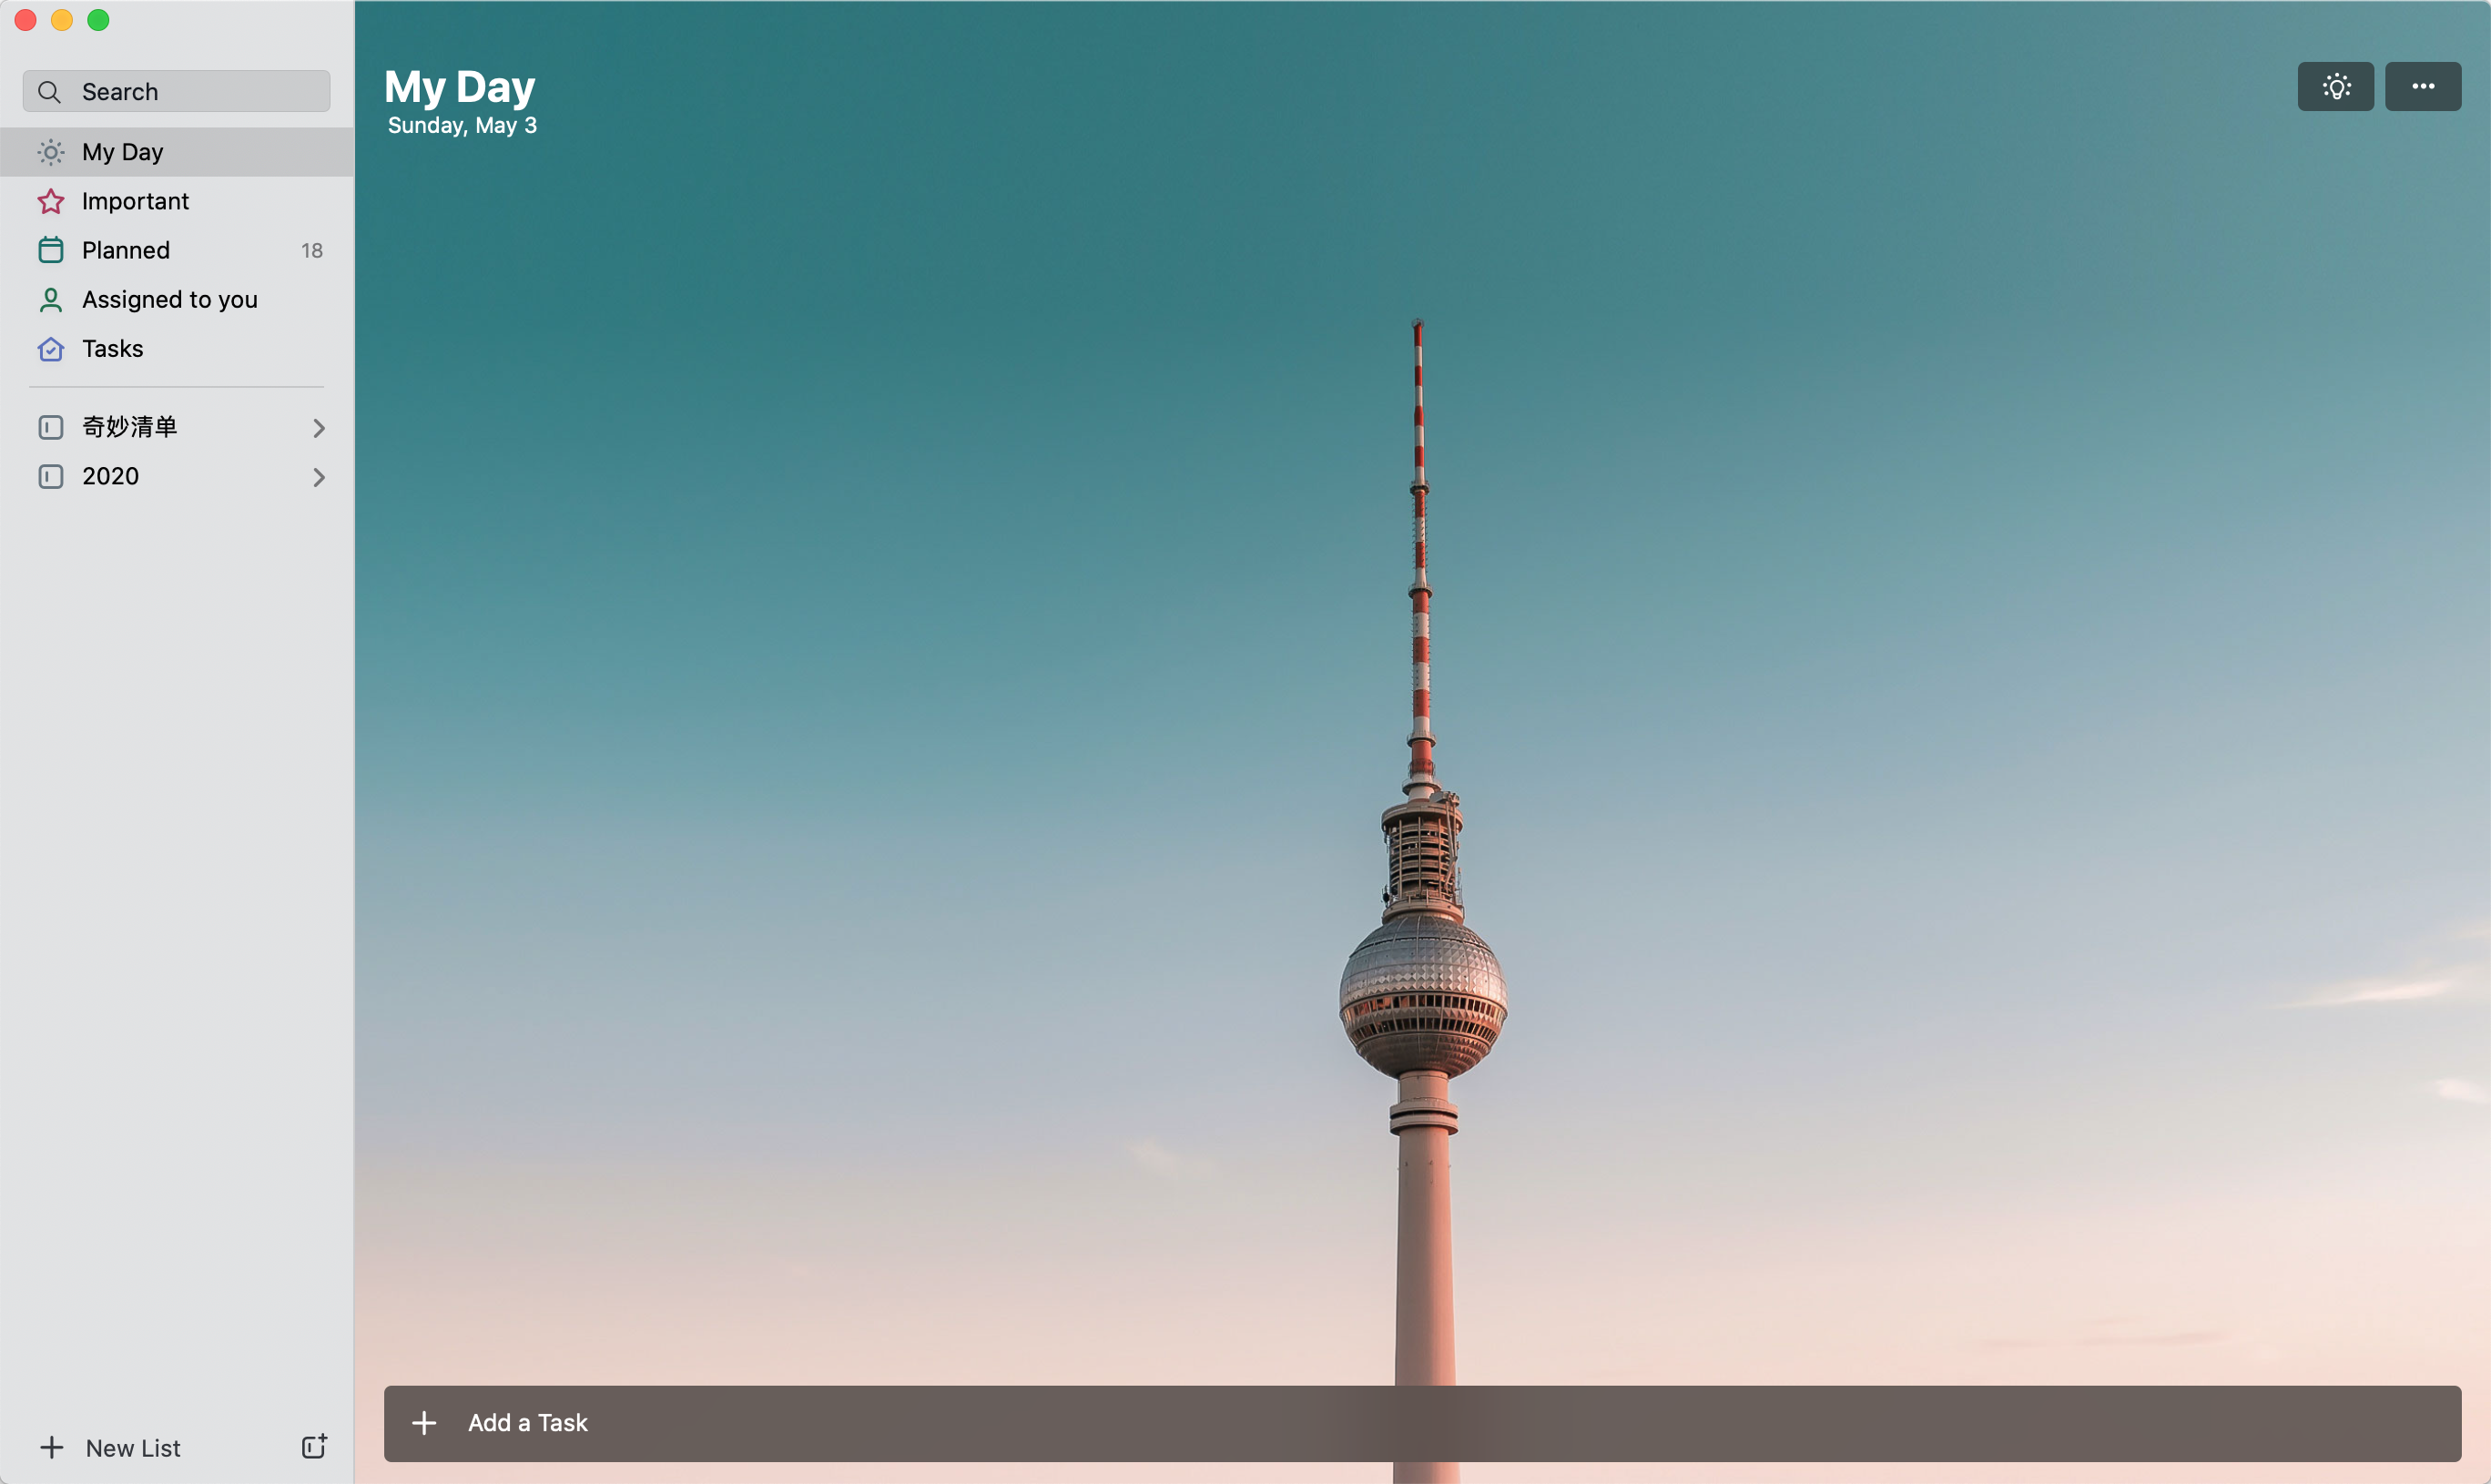 Search
My Day
Important
Planned 18
Assigned to you
Tasks
奇妙清单
2020
New List
My Day
Sunday, May 3
Add a Task